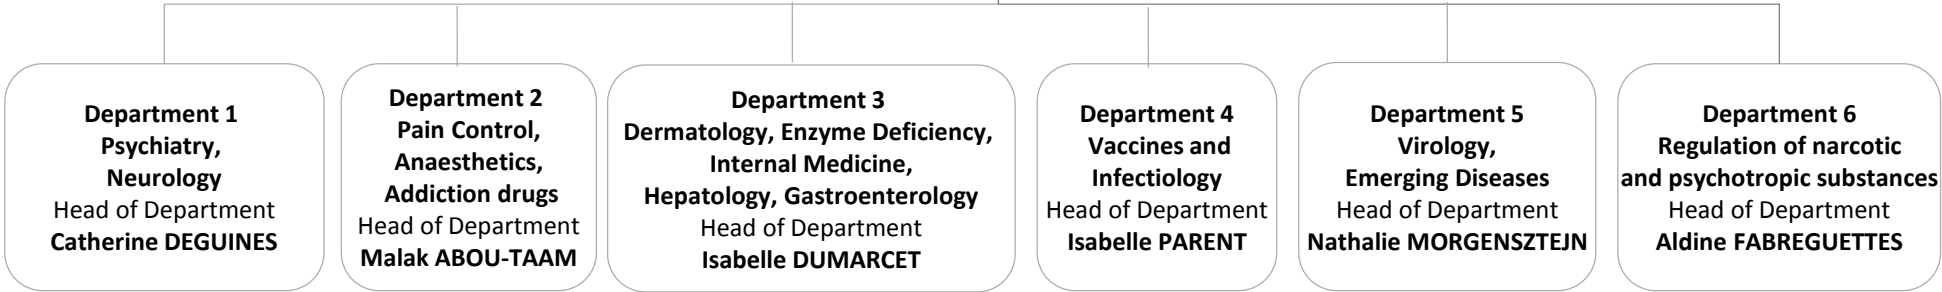 Department 1
Psychiatry,
Neurology
Head of Department
Catherine DEGUINES
Department 2
Pain Control,
Anaesthetics,
Addiction drugs
Head of Department
Malak ABOU-TAAM
Department 3
Dermatology, Enzyme Deficiency,
Internal Medicine,
Hepatology, Gastroenterology
Head of Department
Isabelle DUMARCET
Department 4
Vaccines and
Infectiology
Head of Department
Isabelle PARENT
Department 5
Virology,
Emerging Diseases
Head of Department
Nathalie MORGENSZTEJN
Department 6
Regulation of narcotic
and psychotropic substances
Head of Department
Aldine FABREGUETTES